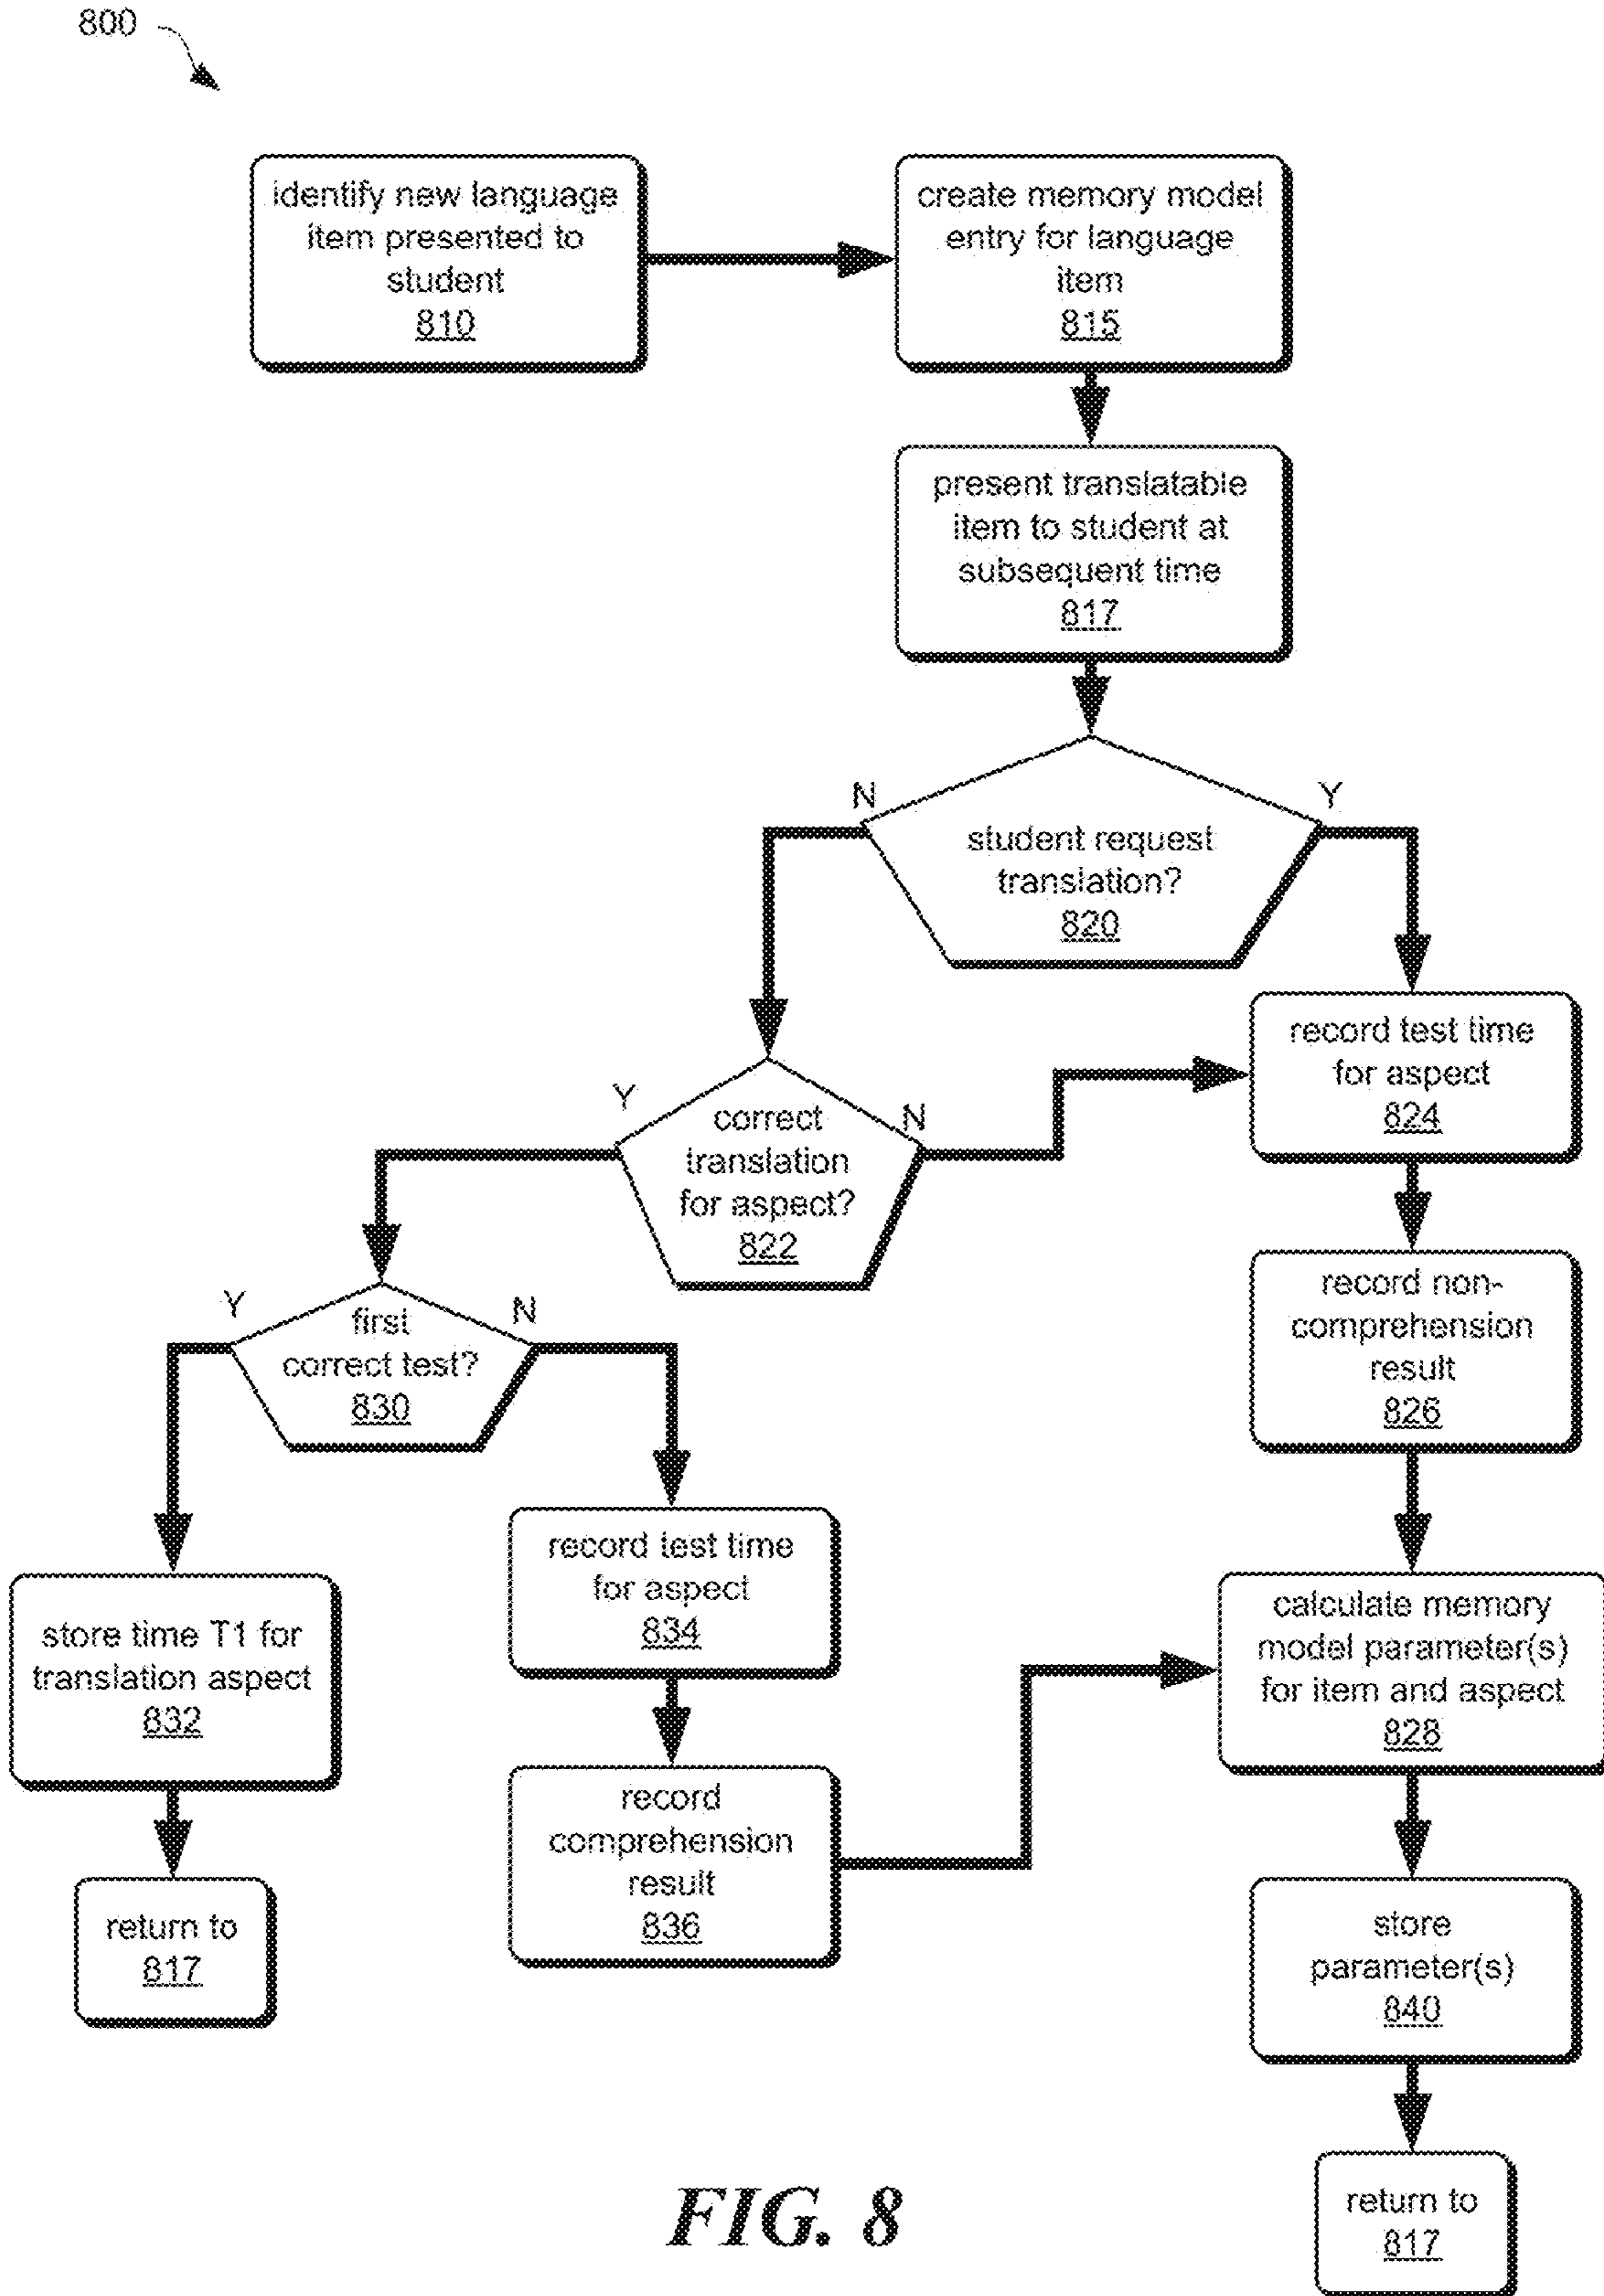 800
identify new language
item presented to
student
810
create memory model
entry for language
item
815
present translatable
item to student at
subsequent time
817
N
Y
student request
translation?
820
record test time
for aspect
824
Y
N
correct
translation
for aspect?
822
record non-
comprehension
result
826
Y
N
first
correct test?
830
record test time
for aspect
834
store time T1 for
translation aspect
832
calculate memory
model parameter(s)
for item and aspect
828
record
comprehension
result
836
return to
817
store
parameter(s)
840
return to
817
FIG. 8